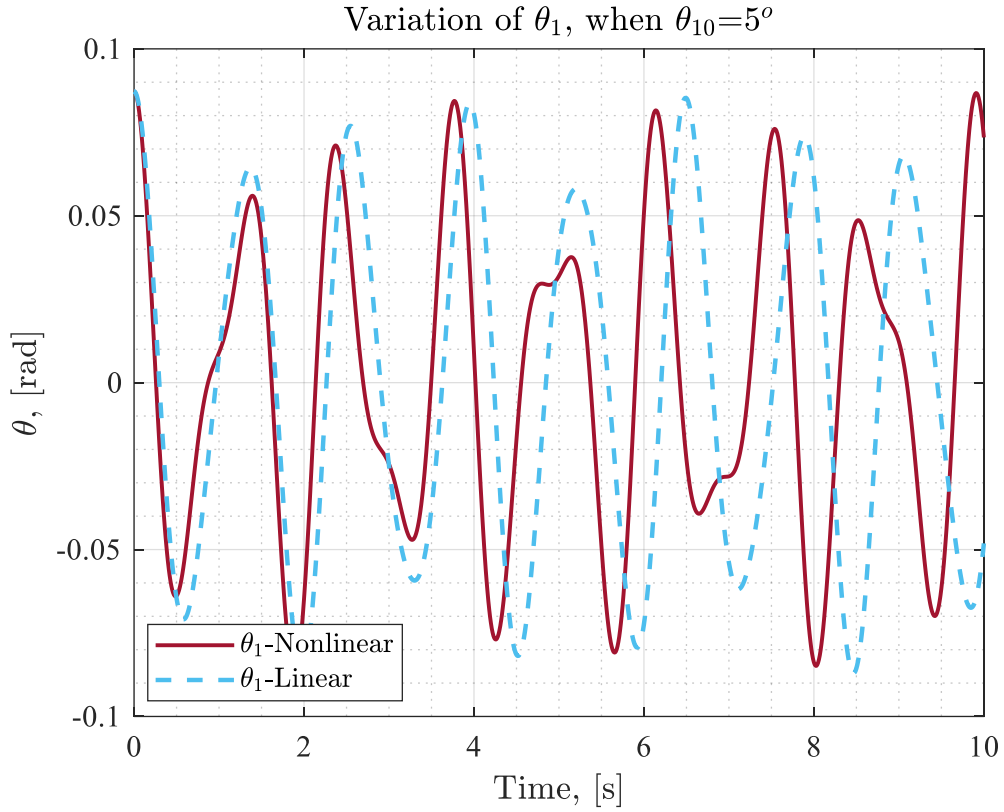 Variation of θ₁, when θ₁₀=5ᵒ
0.1
0.05
0
-0.05
-0.1
θ, [rad]
θ₁-Nonlinear
θ₁-Linear
0 2 4 6 8 10
Time, [s]